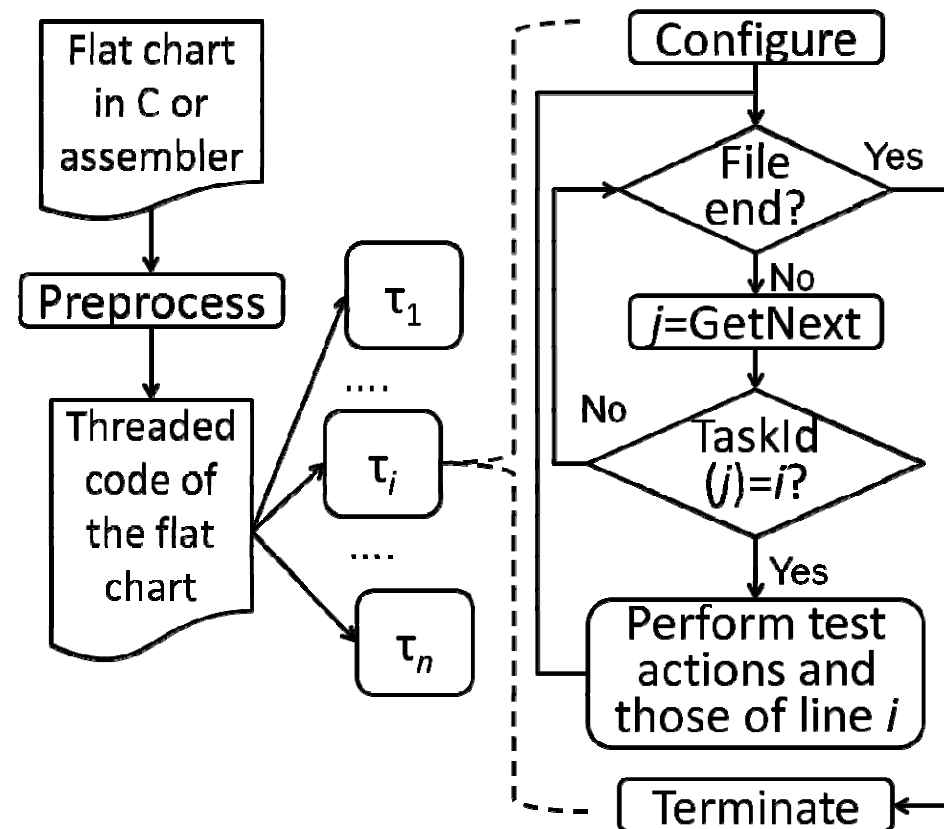 Flat chart
in C or
assembler
Preprocess
Threaded
code of
the flat
chart
τ1
....
τi
....
τn
Configure
File
end?
Yes
No
j=GetNext
No
TaskId
(j)=i?
Yes
Perform test
actions and
those of line i
Terminate